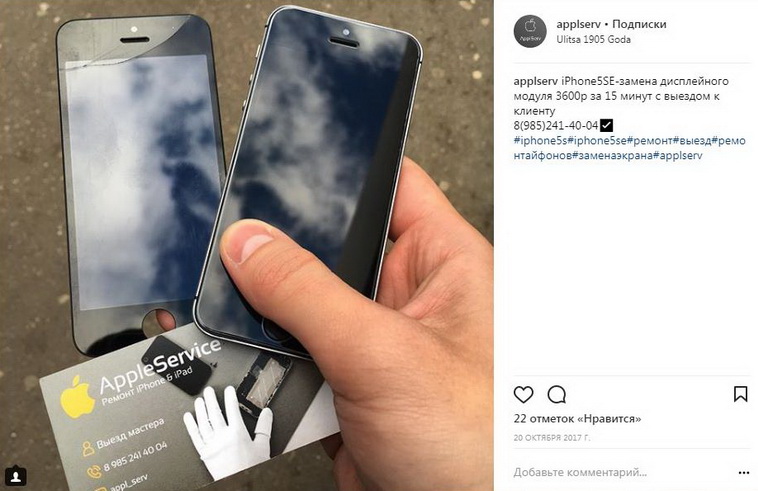 AppleService
Ремонт iPhone & iPad
Выезд мастера
8 985 241 40 04
appl_serv
applserv • Подписки
Ulitsa 1905 Goda
applserv iPhone5SE-замена дисплейного
модуля 3600р за 15 минут с выездом к
клиенту
8(985)241-40-04
#iphone5s#iphone5se#ремонт#выезд#ремо
нтайфонов#заменаэкрана#applserv
22 отметок «Нравится»
20 ОКТЯБРЯ 2017 Г.
Добавьте комментарий...